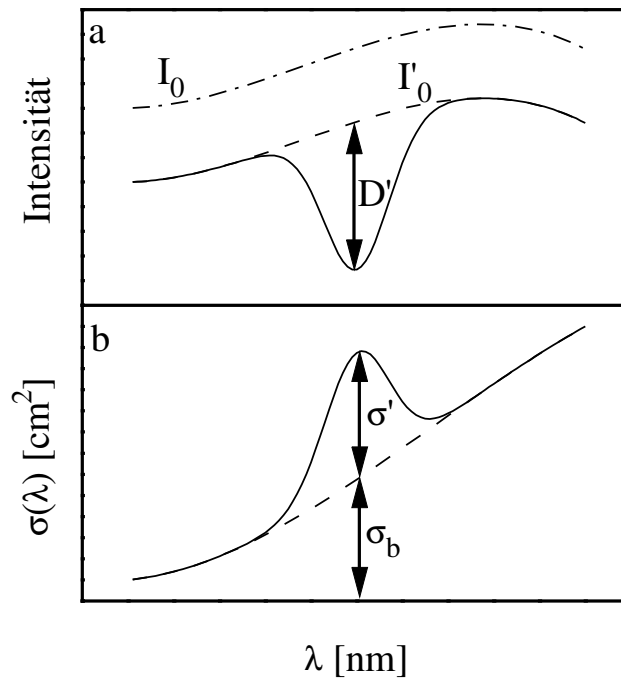 a
I₀
I'₀
D'
Intensität
b
σ'
σb
σ(λ) [cm²]
λ [nm]